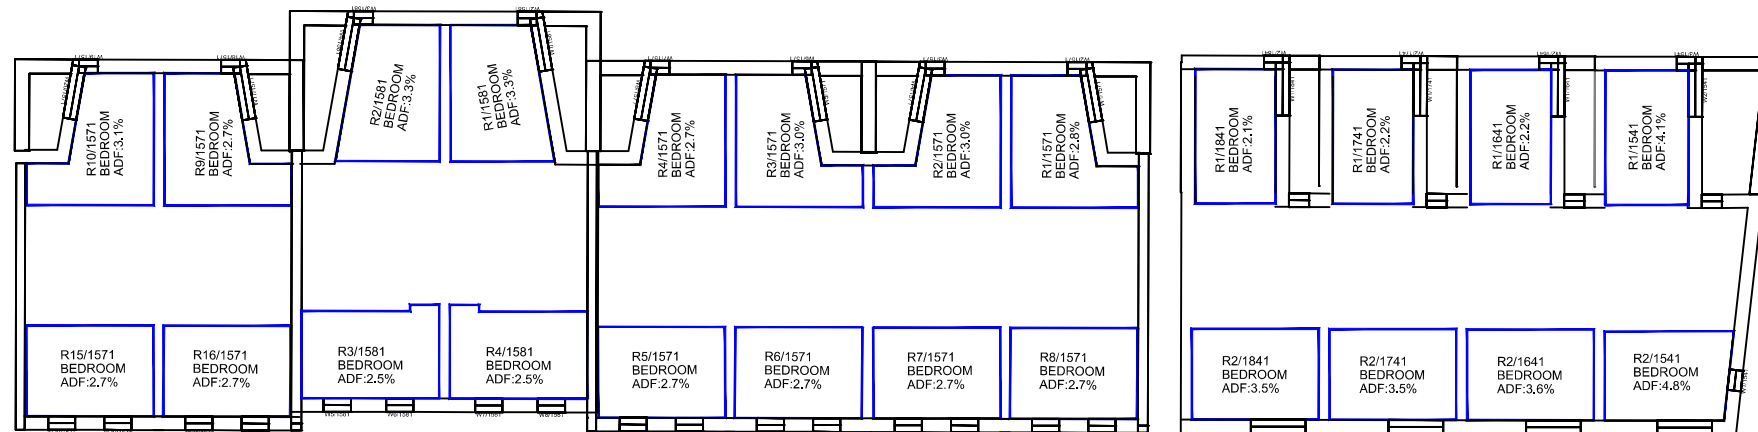 R10/1571
BEDROOM
ADF:3.1%
R9/1571
BEDROOM
ADF:2.7%
R2/1581
BEDROOM
ADF:3.3%
R1/1581
BEDROOM
ADF:3.3%
R4/1571
BEDROOM
ADF:2.7%
R3/1571
BEDROOM
ADF:3.0%
R2/1571
BEDROOM
ADF:3.0%
R1/1571
BEDROOM
ADF:2.8%
R1/1841
BEDROOM
ADF:2.1%
R1/1741
BEDROOM
ADF:2.2%
R1/1641
BEDROOM
ADF:2.2%
R1/1541
BEDROOM
ADF:4.1%
R15/1571
BEDROOM
ADF:2.7%
R16/1571
BEDROOM
ADF:2.7%
R3/1581
BEDROOM
ADF:2.5%
R4/1581
BEDROOM
ADF:2.5%
R5/1571
BEDROOM
ADF:2.7%
R6/1571
BEDROOM
ADF:2.7%
R7/1571
BEDROOM
ADF:2.7%
R8/1571
BEDROOM
ADF:2.7%
R2/1841
BEDROOM
ADF:3.5%
R2/1741
BEDROOM
ADF:3.5%
R2/1641
BEDROOM
ADF:3.6%
R2/1541
BEDROOM
ADF:4.8%